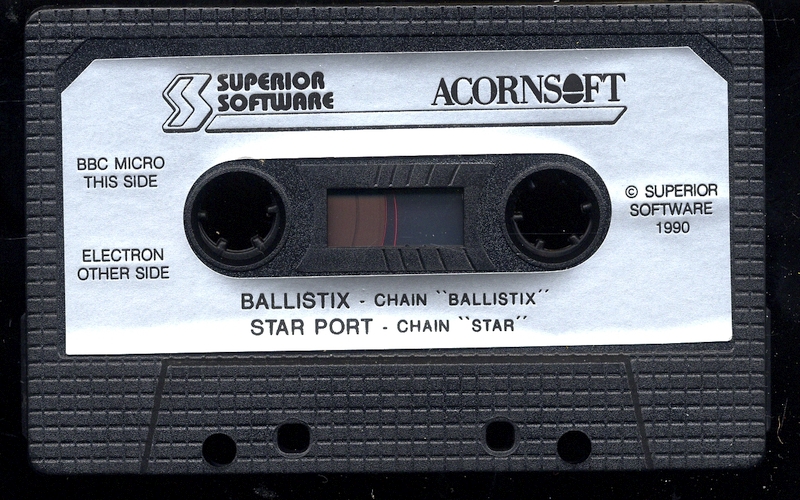 SUPERIOR
SOFTWARE
ACORNSOFT
BBC MICRO
THIS SIDE
ELECTRON
OTHER SIDE
© SUPERIOR
SOFTWARE
1990
BALLISTIX - CHAIN ``BALLISTIX´´
STAR PORT - CHAIN ``STAR´´